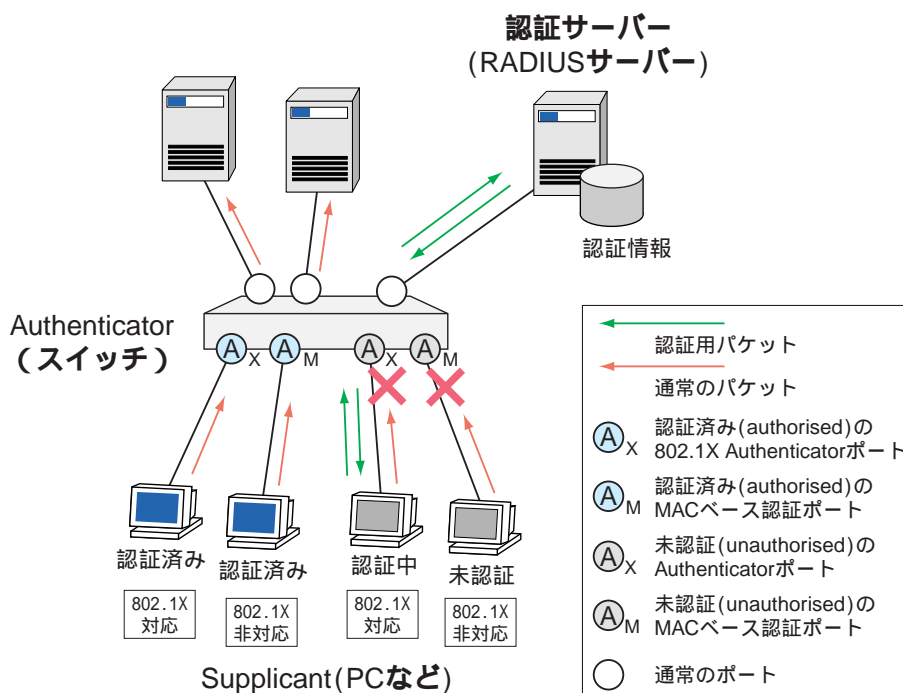 認証サーバー
(RADIUSサーバー)
認証情報
Authenticator
(スイッチ)
A X
A M
A X
A M
認証済み
認証済み
認証中
未認証
802.1X
対応
802.1X
非対応
802.1X
対応
802.1X
非対応
Supplicant(PCなど)
認証用パケット
通常のパケット
A X
認証済み(authorised)の
802.1X Authenticatorポート
A M
認証済み(authorised)の
MACベース認証ポート
A X
未認証(unauthorised)の
Authenticatorポート
A M
未認証(unauthorised)の
MACベース認証ポート
通常のポート